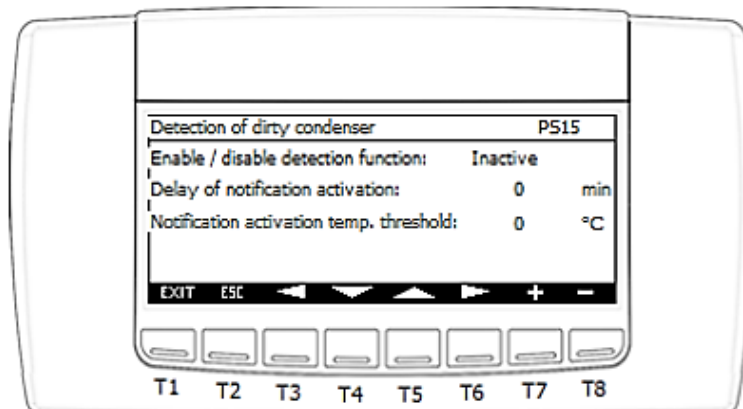 Detection of dirty condenser PS15
Enable / disable detection function: Inactive
Delay of notification activation: 0 min
Notification activation temp. threshold: 0 °C
EXIT ESC + −
T1 T2 T3 T4 T5 T6 T7 T8